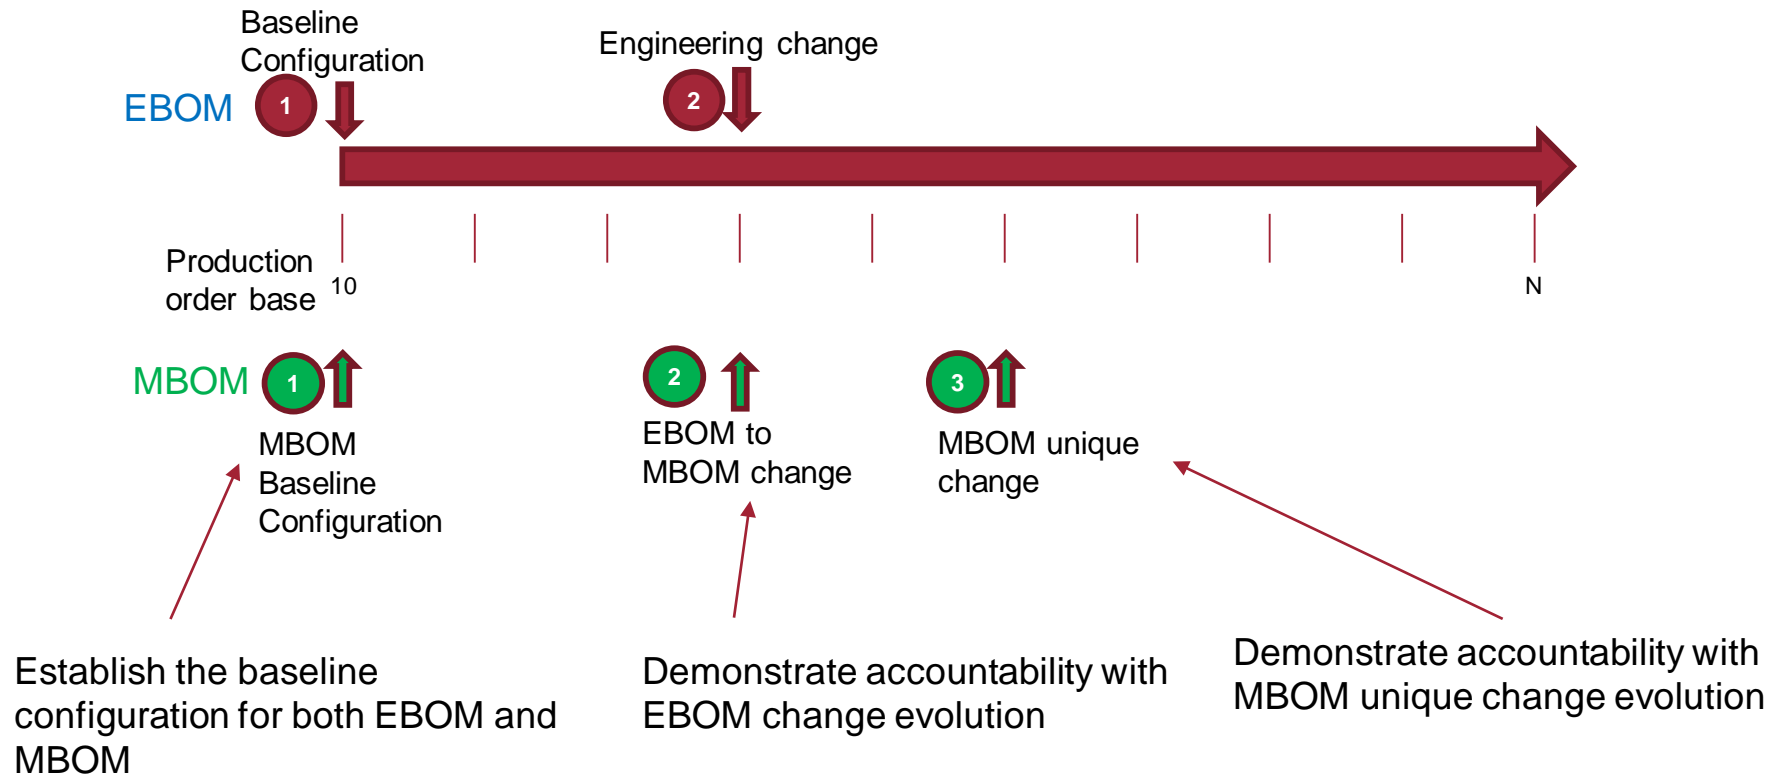 Baseline
Configuration
Engineering change
EBOM
1
2
Production
order base
10
N
MBOM
1
2
3
MBOM
Baseline
Configuration
EBOM to
MBOM change
MBOM unique
change
Establish the baseline
configuration for both EBOM and
MBOM
Demonstrate accountability with
EBOM change evolution
Demonstrate accountability with
MBOM unique change evolution